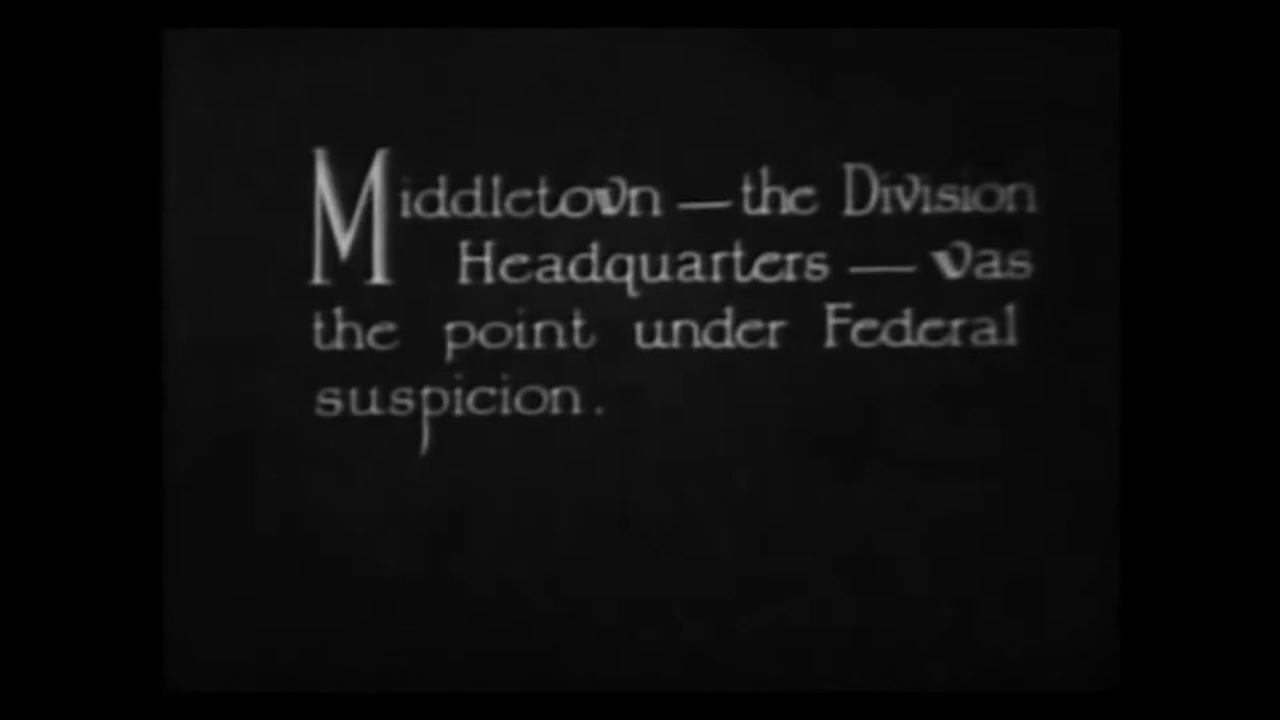 Middletown — the Division
Headquarters — was
the point under Federal
suspicion.